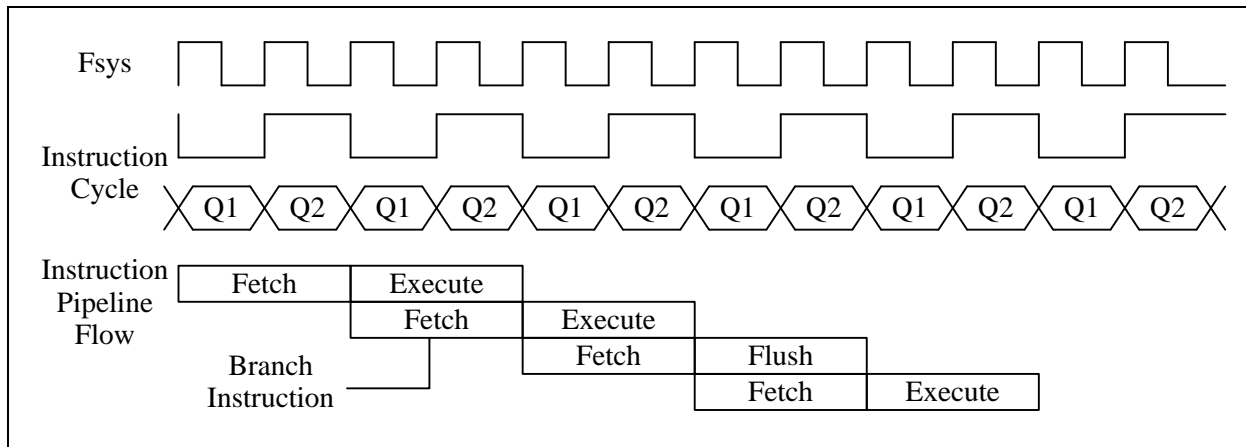 Fsys
Instruction
Cycle
Q1 Q2 Q1 Q2 Q1 Q2 Q1 Q2 Q1 Q2 Q1 Q2
Instruction
Pipeline
Flow
Fetch Execute
Fetch Execute
Fetch Flush
Fetch Execute
Branch
Instruction